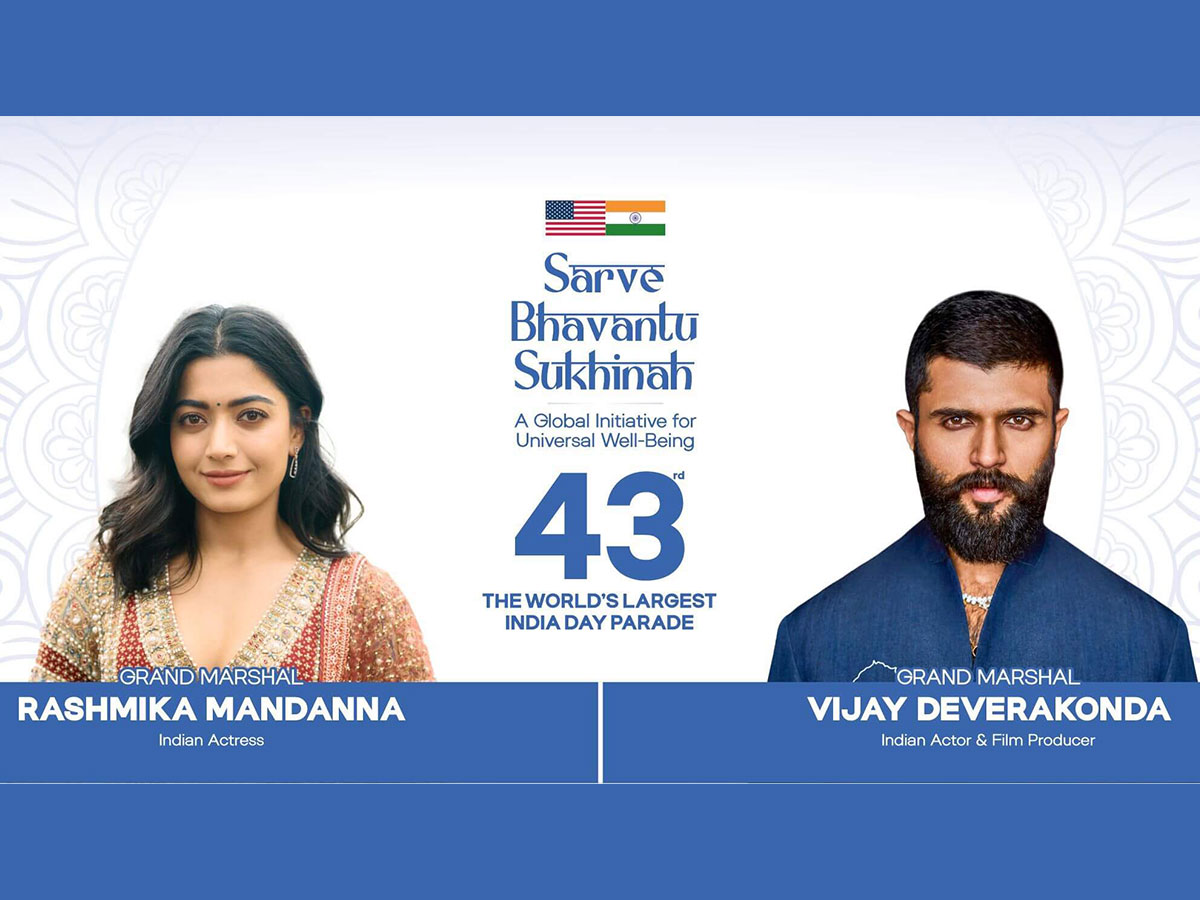 Sarve
Bhavantu
Sukhinah
A Global Initiative for
Universal Well-Being
43rd
THE WORLD'S LARGEST
INDIA DAY PARADE
GRAND MARSHAL
RASHMIKA MANDANNA
Indian Actress
GRAND MARSHAL
VIJAY DEVERAKONDA
Indian Actor & Film Producer